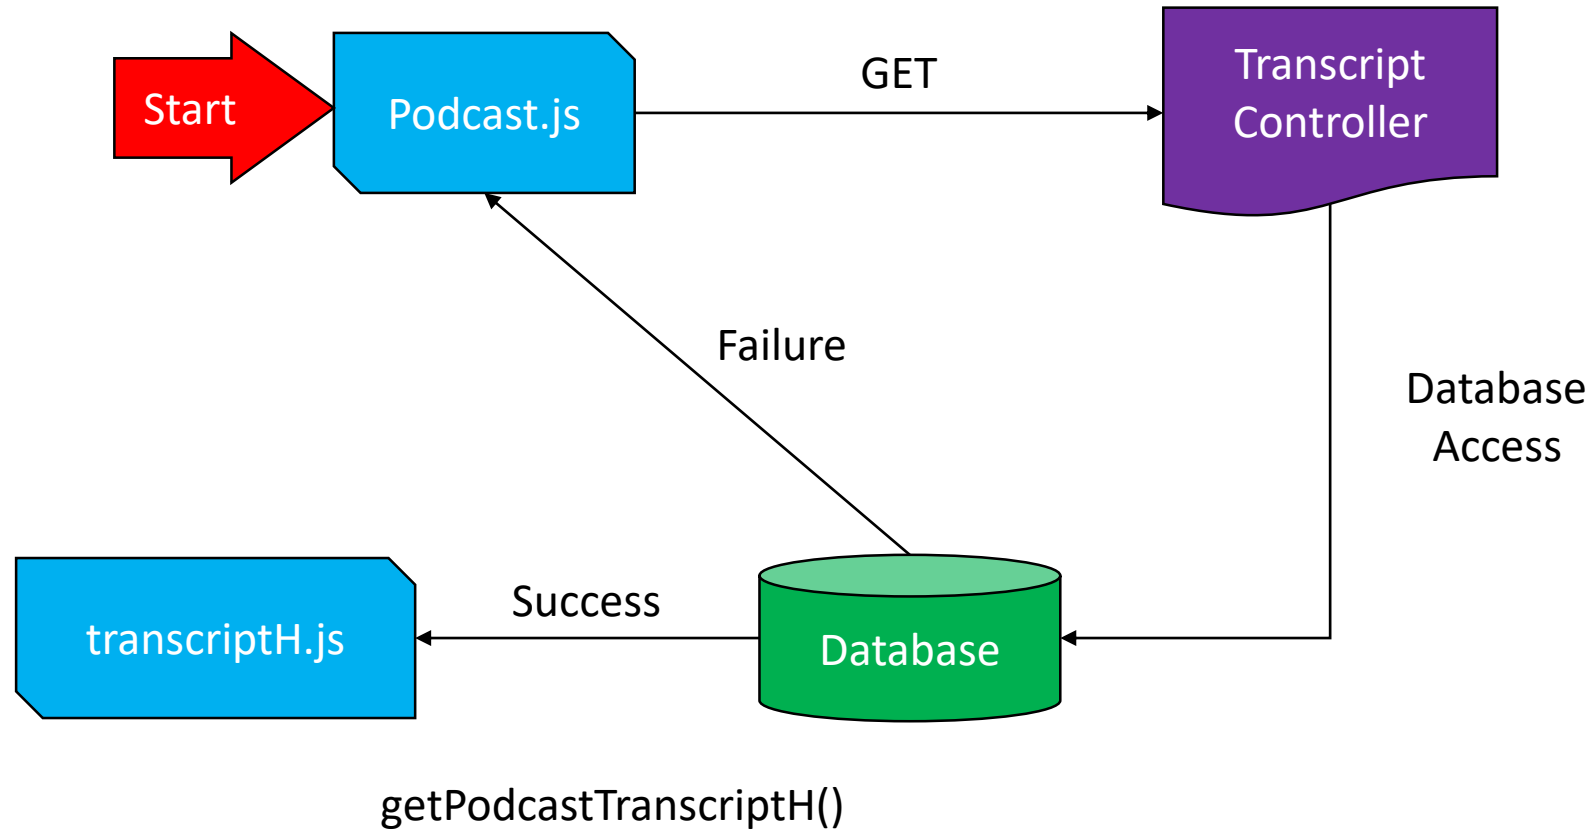 Start
Podcast.js
GET
Transcript
Controller
Failure
Database
Access
transcriptH.js
Success
Database
getPodcastTranscriptH()